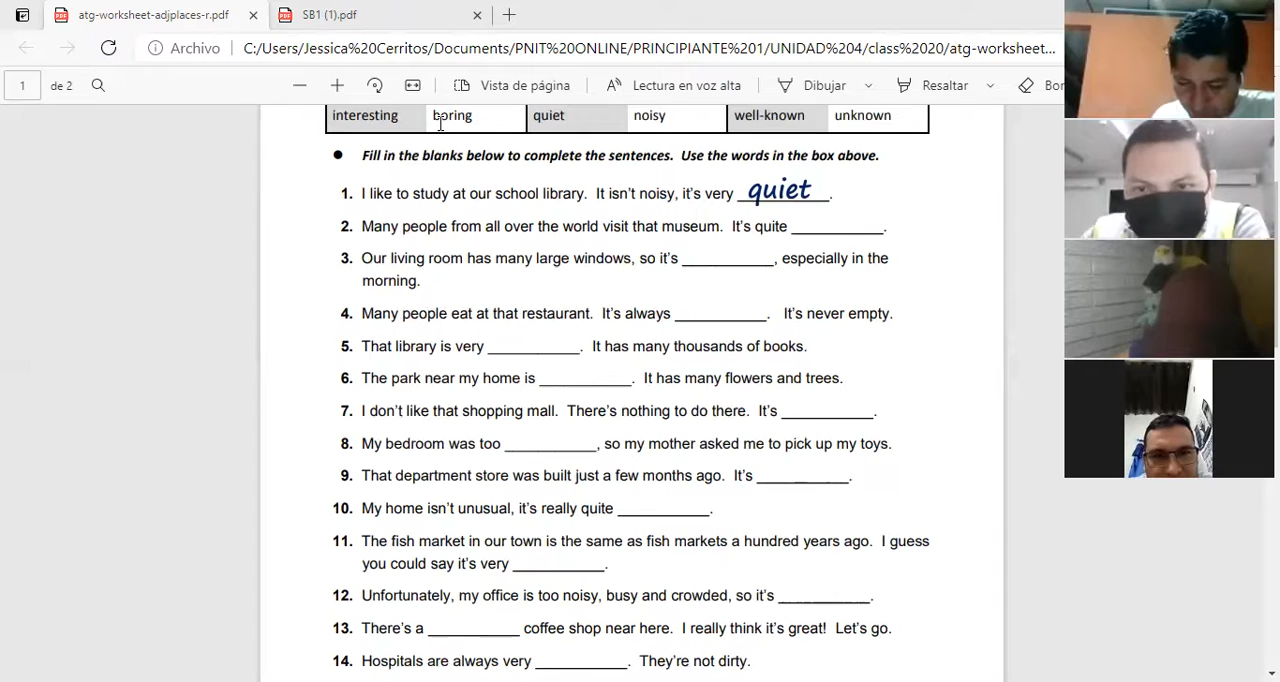 atg-worksheet-adjplaces-r.pdf
SB1 (1).pdf
Archivo
C:/Users/Jessica%20Cerritos/Documents/PNIT%20ONLINE/PRINCIPIANTE%201/UNIDAD%204/class%2020/atg-worksheet...
1 de 2
Vista de página
Lectura en voz alta
Dibujar
Resaltar
Bor
interesting boring quiet noisy well-known unknown
● Fill in the blanks below to complete the sentences. Use the words in the box above.
1. I like to study at our school library. It isn't noisy, it's very quiet.
2. Many people from all over the world visit that museum. It's quite ___________.
3. Our living room has many large windows, so it's ___________, especially in the
morning.
4. Many people eat at that restaurant. It's always ___________. It's never empty.
5. That library is very ___________. It has many thousands of books.
6. The park near my home is ___________. It has many flowers and trees.
7. I don't like that shopping mall. There's nothing to do there. It's ___________.
8. My bedroom was too ___________, so my mother asked me to pick up my toys.
9. That department store was built just a few months ago. It's ___________.
10. My home isn't unusual, it's really quite ___________.
11. The fish market in our town is the same as fish markets a hundred years ago. I guess
you could say it's very ___________.
12. Unfortunately, my office is too noisy, busy and crowded, so it's ___________.
13. There's a ___________ coffee shop near here. I really think it's great! Let's go.
14. Hospitals are always very ___________. They're not dirty.